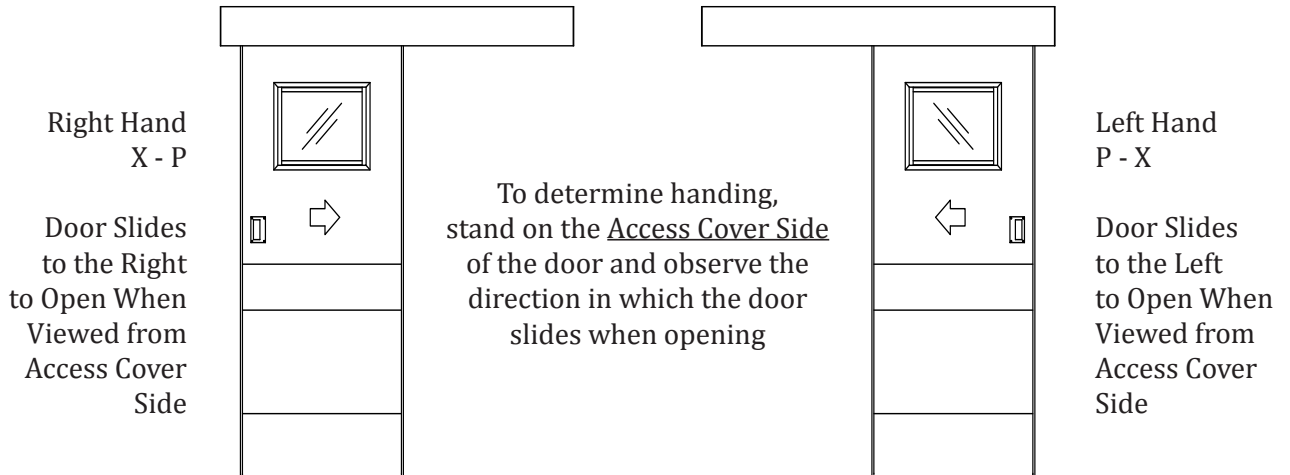 Right Hand
X - P
Door Slides
to the Right
to Open When
Viewed from
Access Cover
Side
To determine handing,
stand on the Access Cover Side
of the door and observe the
direction in which the door
slides when opening
Left Hand
P - X
Door Slides
to the Left
to Open When
Viewed from
Access Cover
Side